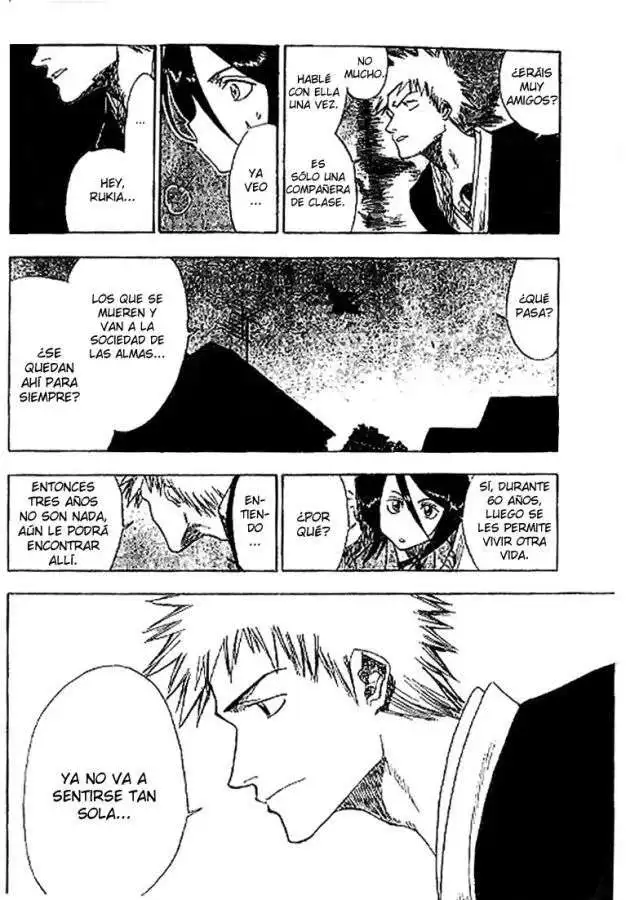 ¿ERÁIS
MUY
AMIGOS?
NO
MUCHO.
HABLÉ
CON ELLA
UNA VEZ.
ES
SÓLO UNA
COMPAÑERA
DE CLASE.
YA
VEO
...
...
HEY,
RUKIA...
¿QUÉ
PASA?
LOS QUE SE
MUEREN Y
VAN A LA
SOCIEDAD DE
LAS ALMAS...
¿SE
QUEDAN
AHÍ PARA
SIEMPRE?
SÍ, DURANTE
60 AÑOS,
LUEGO SE
LES PERMITE
VIVIR OTRA
VIDA.
¿POR
QUÉ?
EN-
TIEN-
DO
...
ENTONCES
TRES AÑOS
NO SON NADA,
AÚN LE PODRÁ
ENCONTRAR
ALLÍ.
YA NO VA A
SENTIRSE TAN
SOLA...